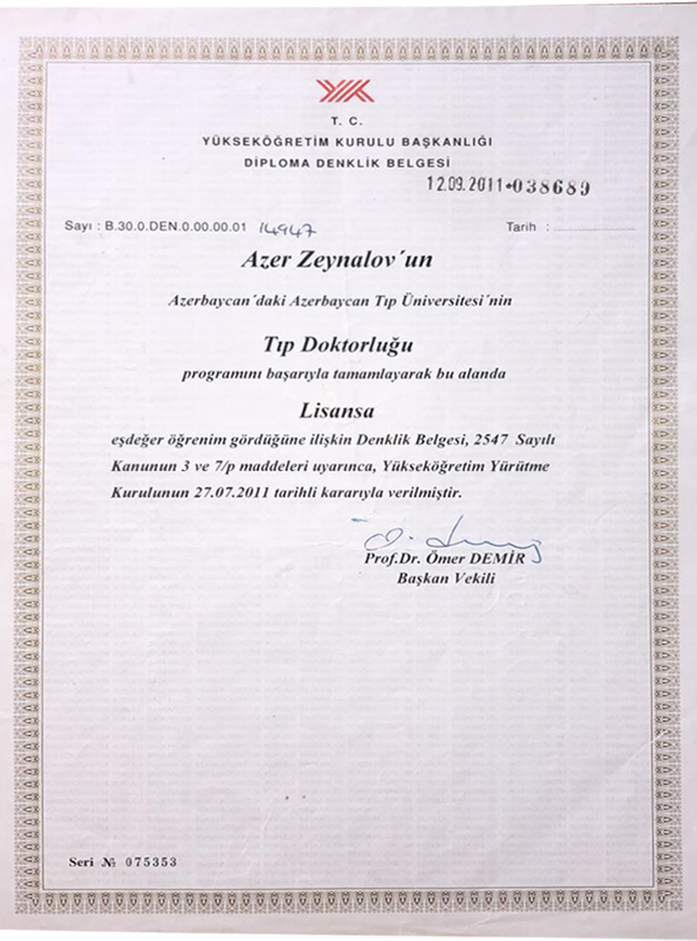 YÖK
T. C.
YÜKSEKÖĞRETİM KURULU BAŞKANLIĞI
DİPLOMA DENKLİK BELGESİ
12.09.2011*038689
Sayı : B.30.0.DEN.0.00.00.01 14947 Tarih :
Azer Zeynalov´un
Azerbaycan´daki Azerbaycan Tıp Üniversitesi´nin
Tıp Doktorluğu
programını başarıyla tamamlayarak bu alanda
Lisansa
eşdeğer öğrenim gördüğüne ilişkin Denklik Belgesi, 2547 Sayılı
Kanunun 3 ve 7/p maddeleri uyarınca, Yükseköğretim Yürütme
Kurulunun 27.07.2011 tarihli kararıyla verilmiştir.
Prof.Dr. Ömer DEMİR
Başkan Vekili
Seri № 075353